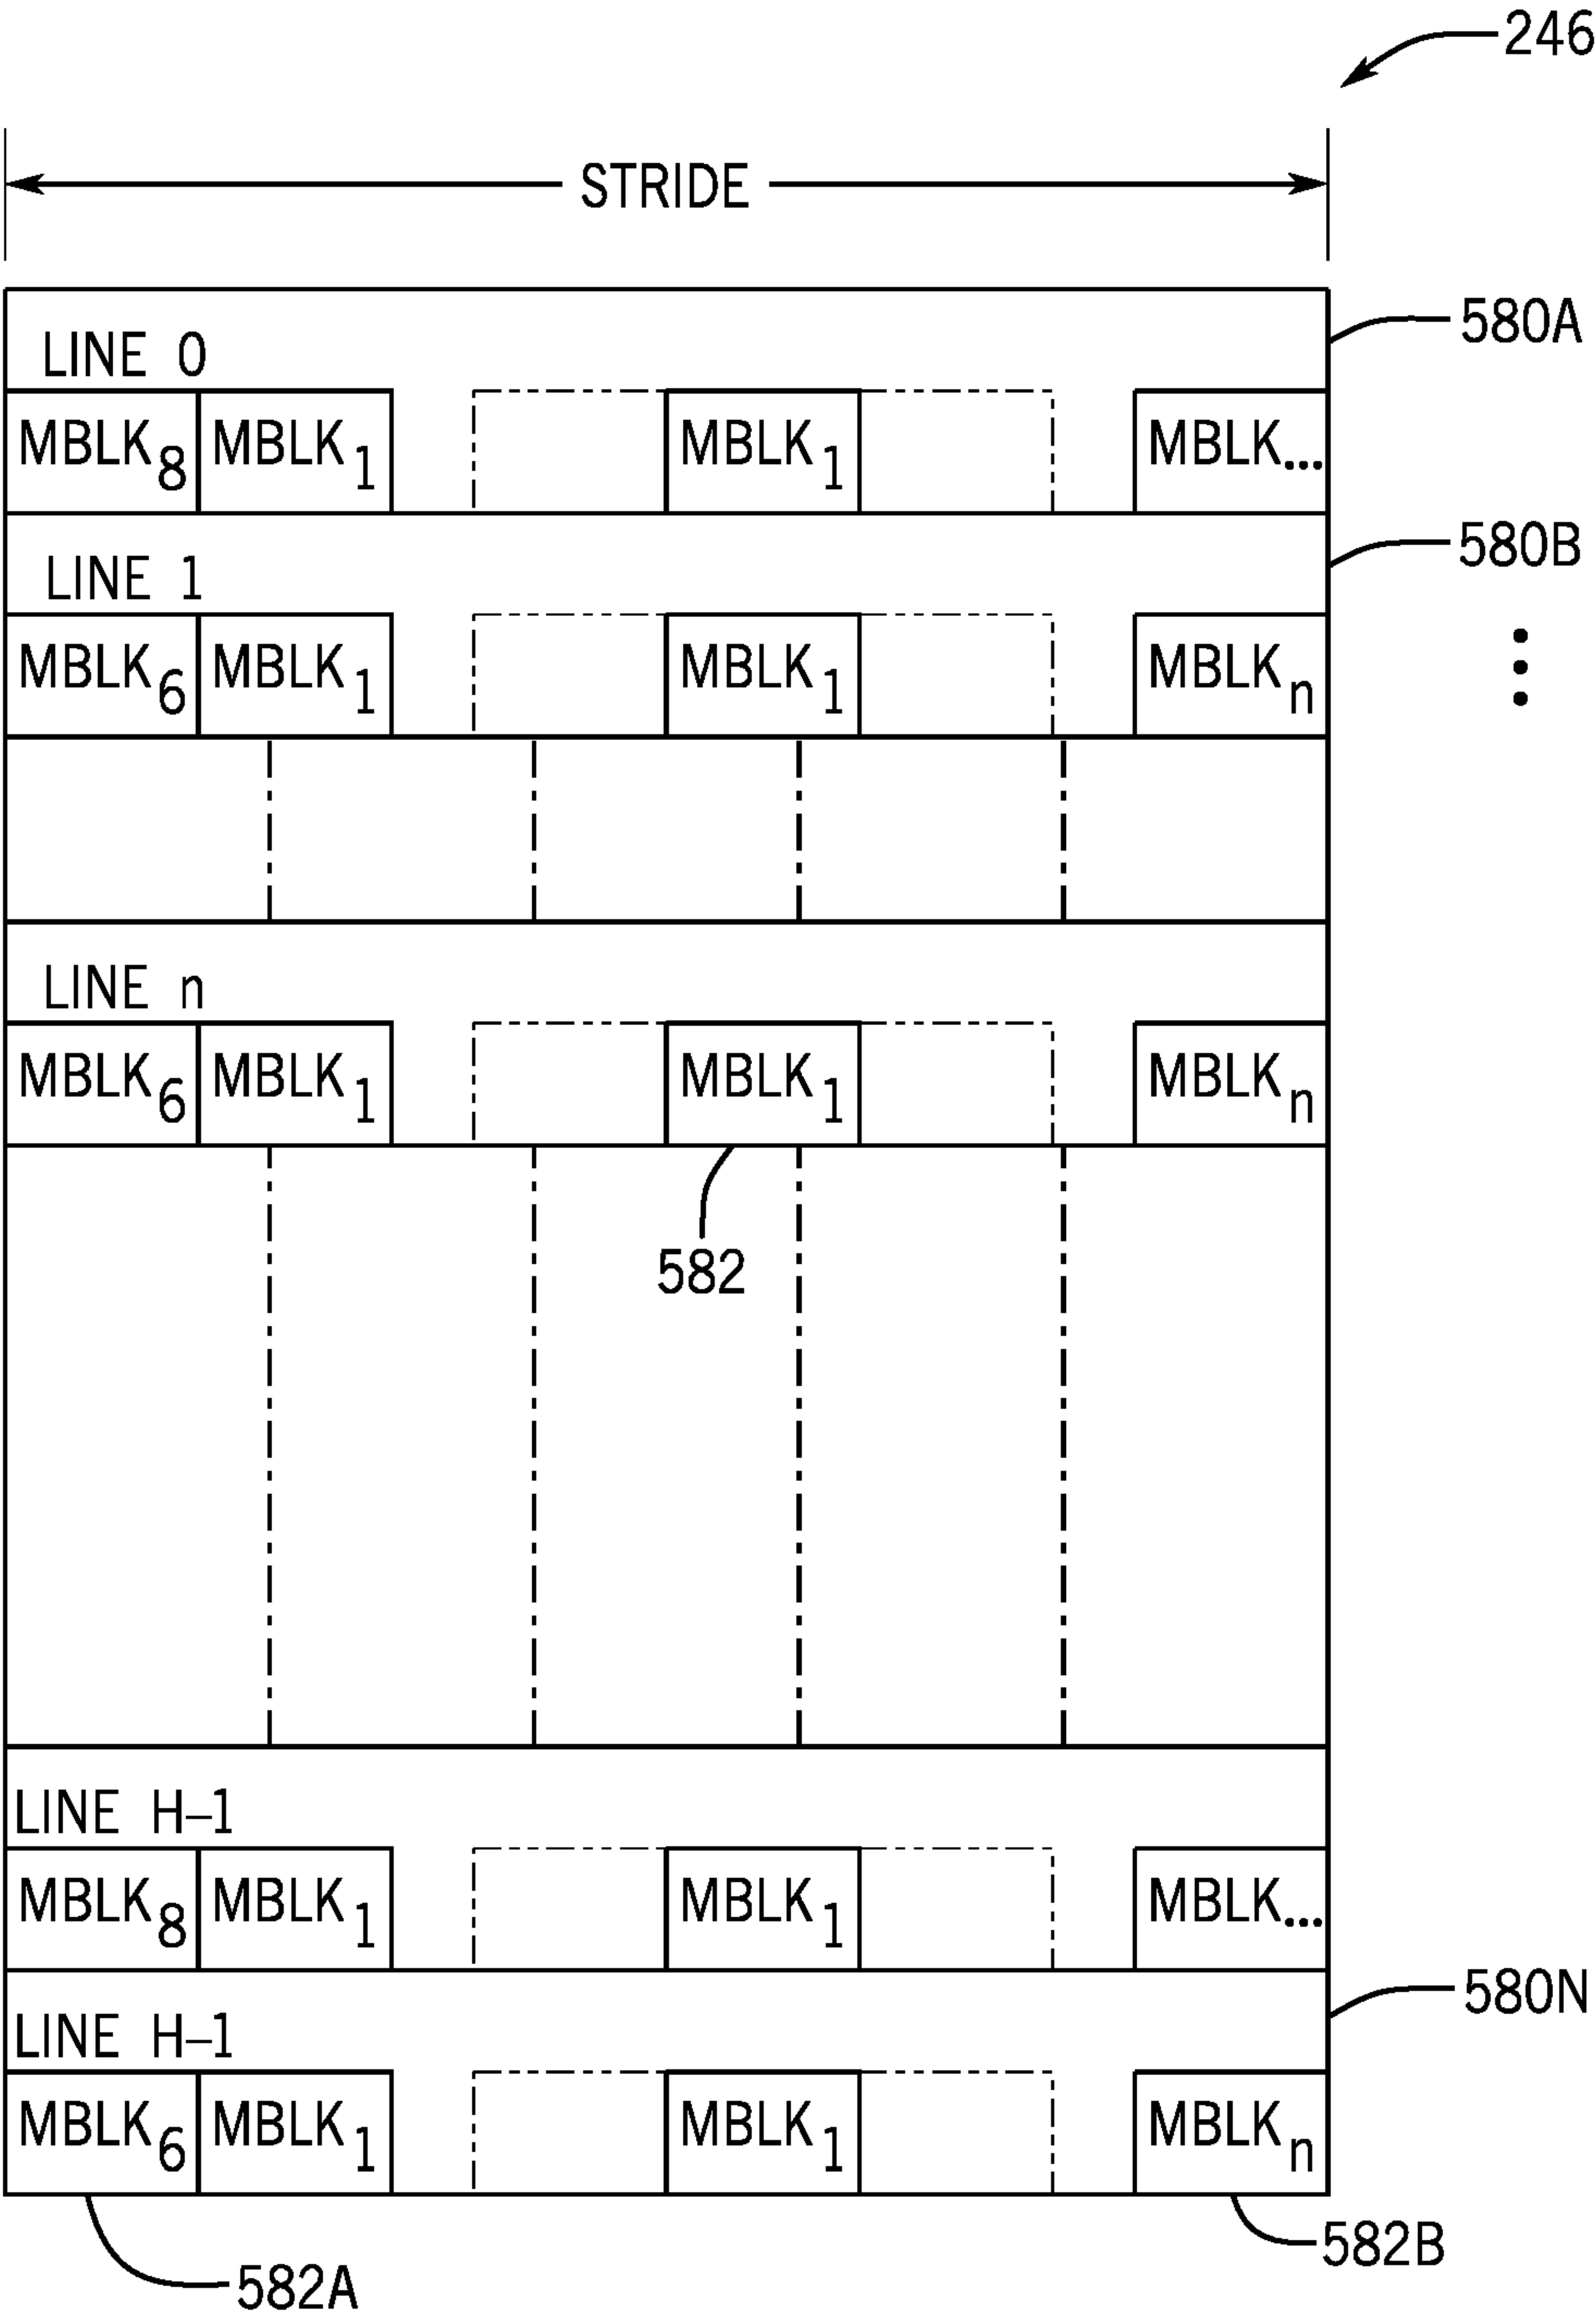 246
STRIDE
580A
LINE 0
MBLK8 MBLK1 MBLK1 MBLK...
580B
LINE 1
MBLK6 MBLK1 MBLK1 MBLKn
LINE n
MBLK6 MBLK1 MBLK1 MBLKn
582
LINE H-1
MBLK8 MBLK1 MBLK1 MBLK...
580N
LINE H-1
MBLK6 MBLK1 MBLK1 MBLKn
582B
582A